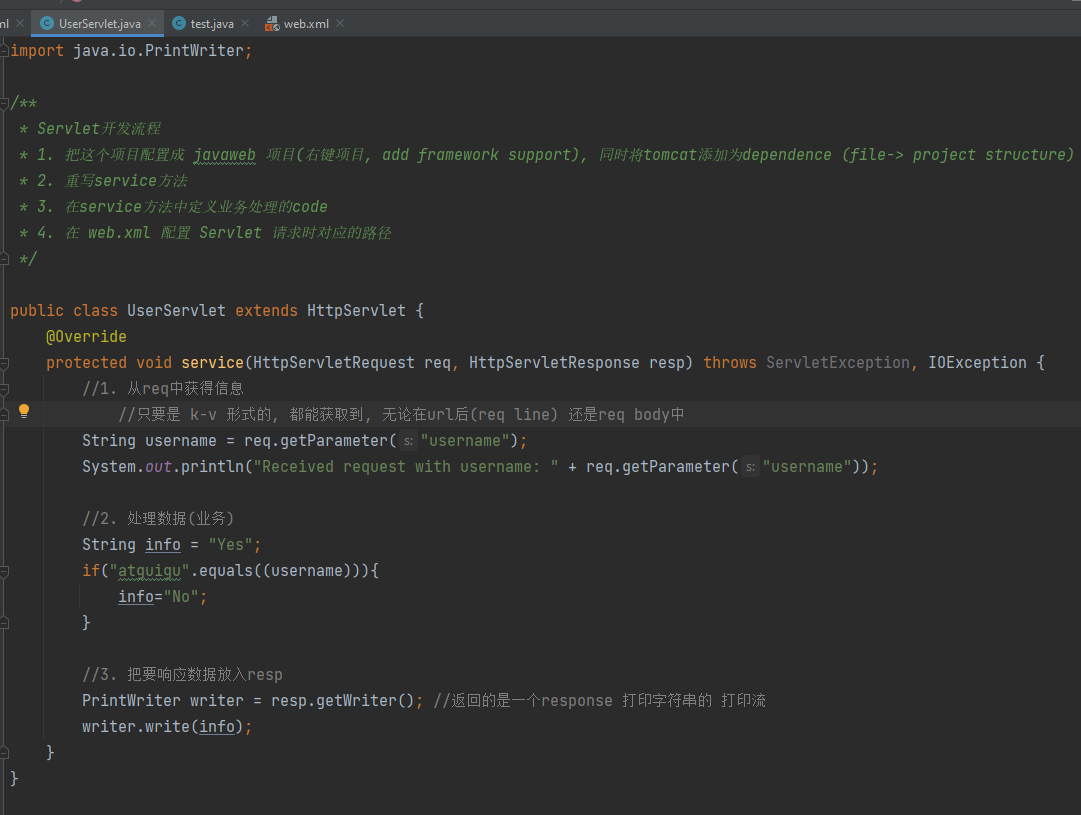 ml UserServlet.java test.java web.xml
import java.io.PrintWriter;
/**
* Servlet开发流程
* 1. 把这个项目配置成 javaweb 项目(右键项目, add framework support), 同时将tomcat添加为dependence (file-> project structure)
* 2. 重写service方法
* 3. 在service方法中定义业务处理的code
* 4. 在 web.xml 配置 Servlet 请求时对应的路径
*/
public class UserServlet extends HttpServlet {
@Override
protected void service(HttpServletRequest req, HttpServletResponse resp) throws ServletException, IOException {
//1. 从req中获得信息
//只要是 k-v 形式的, 都能获取到, 无论在url后(req line) 还是req body中
String username = req.getParameter( s: "username");
System.out.println("Received request with username: " + req.getParameter( s: "username"));
//2. 处理数据(业务)
String info = "Yes";
if("atguigu".equals((username))){
info="No";
}
//3. 把要响应数据放入resp
PrintWriter writer = resp.getWriter(); //返回的是一个response 打印字符串的 打印流
writer.write(info);
}
}